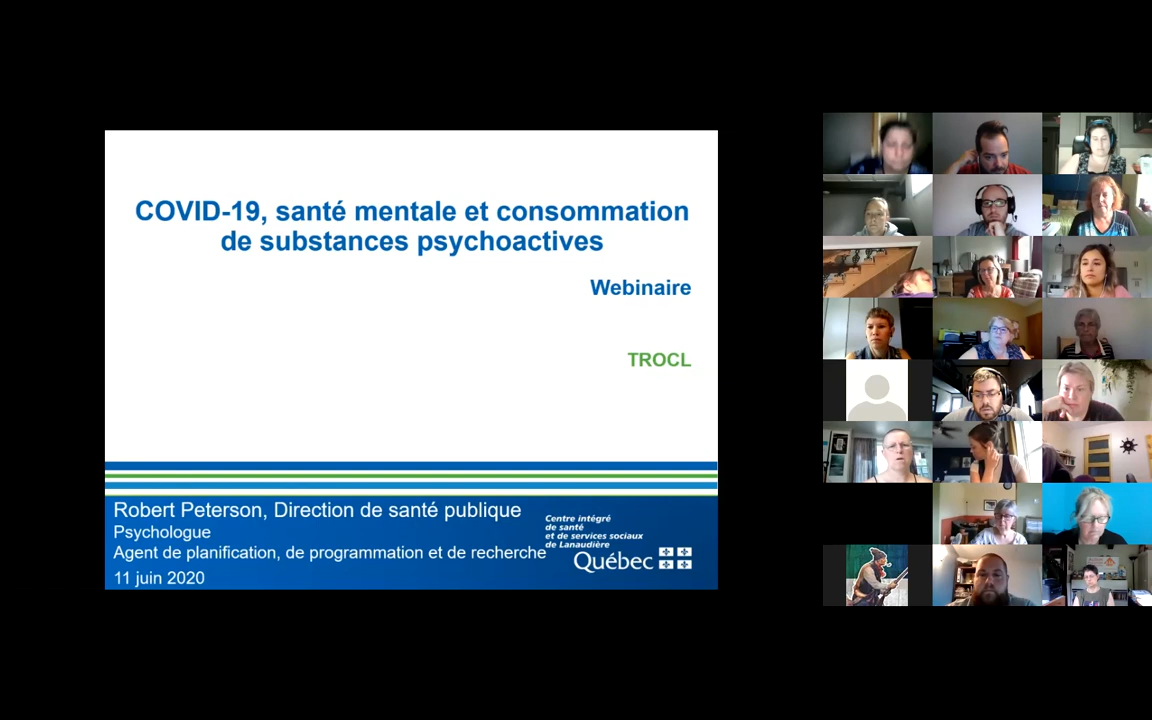 COVID-19, santé mentale et consommation
de substances psychoactives
Webinaire
TROCL
Robert Peterson, Direction de santé publique
Psychologue
Agent de planification, de programmation et de recherche
11 juin 2020
Centre intégré
de santé
et de services sociaux
de Lanaudière
Québec